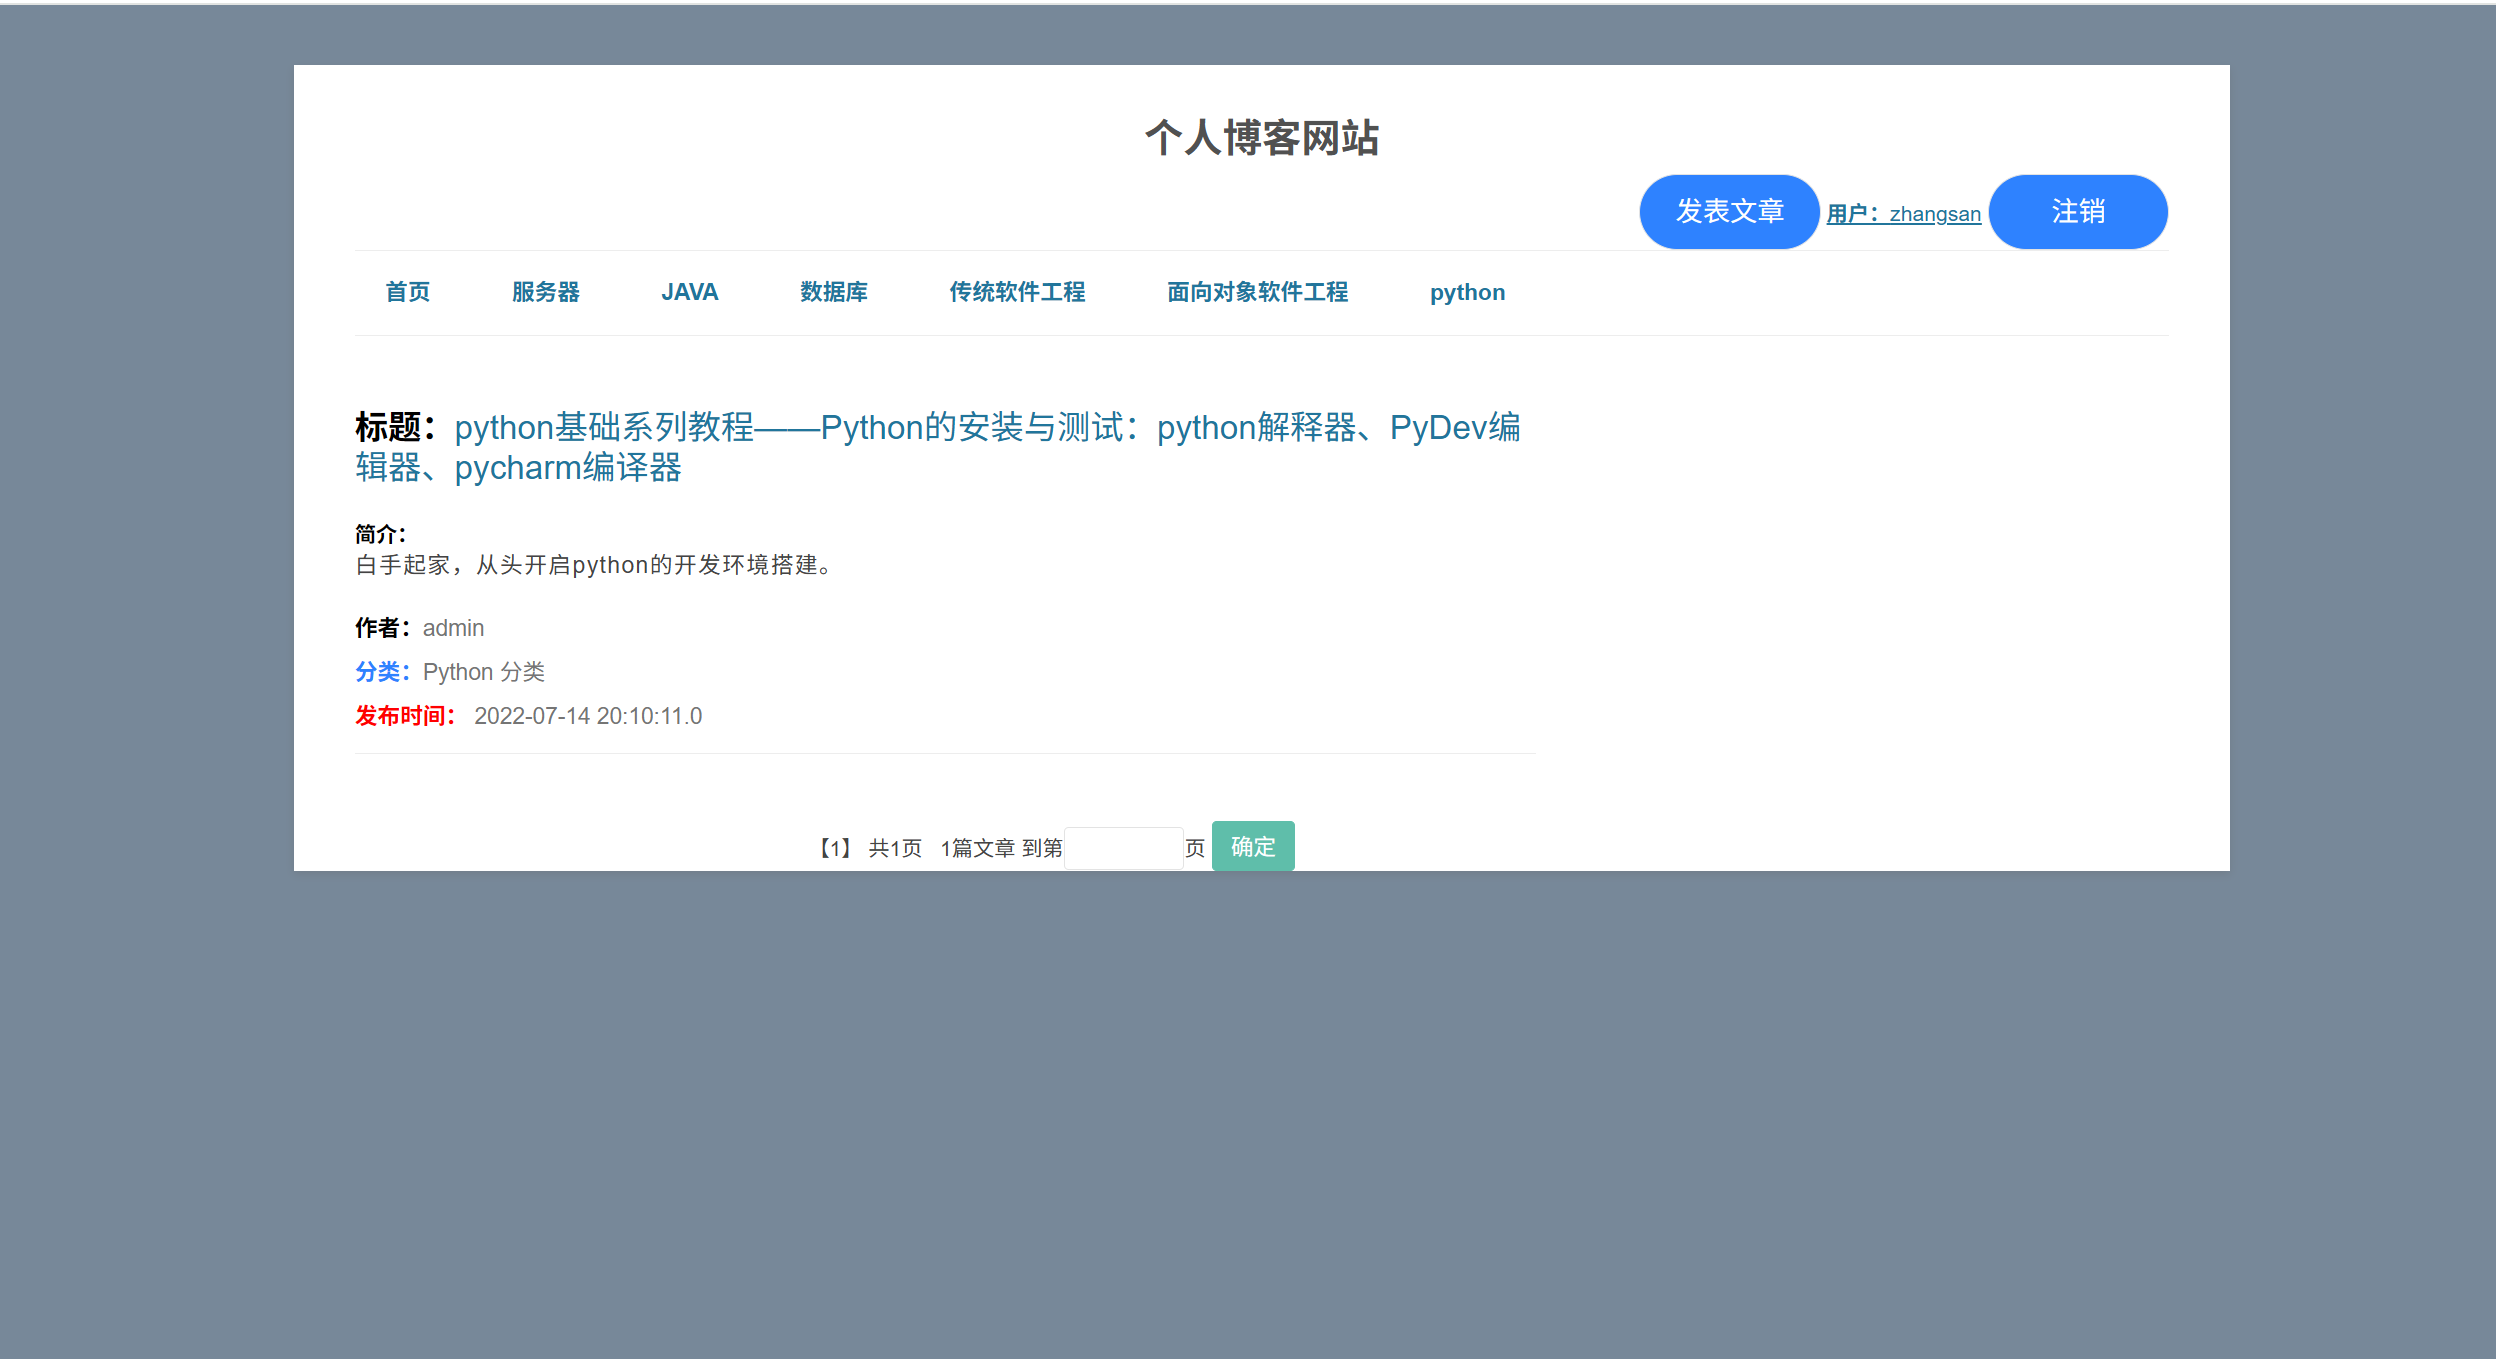 个人博客网站
发表文章 用户：zhangsan 注销
首页 服务器 JAVA 数据库 传统软件工程 面向对象软件工程 python
标题：python基础系列教程——Python的安装与测试：python解释器、PyDev编
辑器、pycharm编译器
简介：
白手起家，从头开启python的开发环境搭建。
作者：admin
分类：Python 分类
发布时间： 2022-07-14 20:10:11.0
【1】 共1页 1篇文章 到第 页 确定